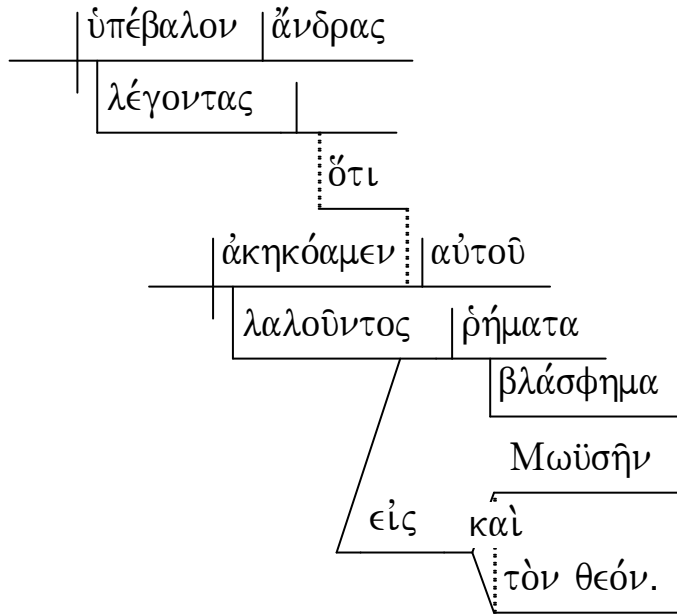 ὑπέβαλον ἄνδρας
λέγοντας
ὅτι
ἀκηκόαμεν αὐτοῦ
λαλοῦντος ῥήματα
βλάσφημα
Μωϋσῆν
εἰς καὶ
τὸν θεόν.